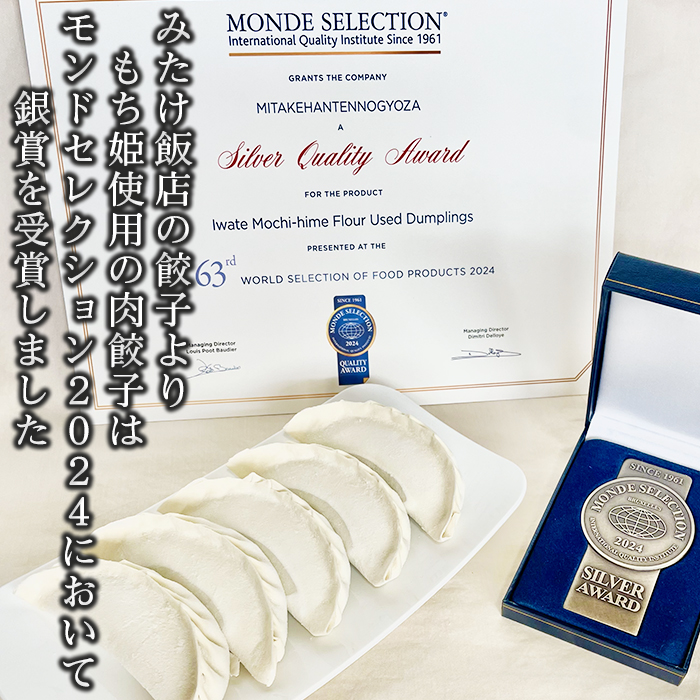 みたけ飯店の餃子より
もち姫使用の肉餃子は
モンドセレクション2024において
銀賞を受賞しました
MONDE SELECTION®
International Quality Institute Since 1961
GRANTS THE COMPANY
MITAKEHANTENNOGYOZA
A
Silver Quality Award
FOR THE PRODUCT
Iwate Mochi-hime Flour Used Dumplings
PRESENTED AT THE
63rd WORLD SELECTION OF FOOD PRODUCTS 2024
Managing Director
Louis Poot Baudier
SINCE 1961
MONDE SELECTION
BRUXELLES
2024
QUALITY
AWARD
Managing Director
Dimitri Dalloye
SINCE 1961
MONDE SELECTION
BRUXELLES
2024
INTERNATIONAL QUALITY INSTITUTE
SILVER
AWARD